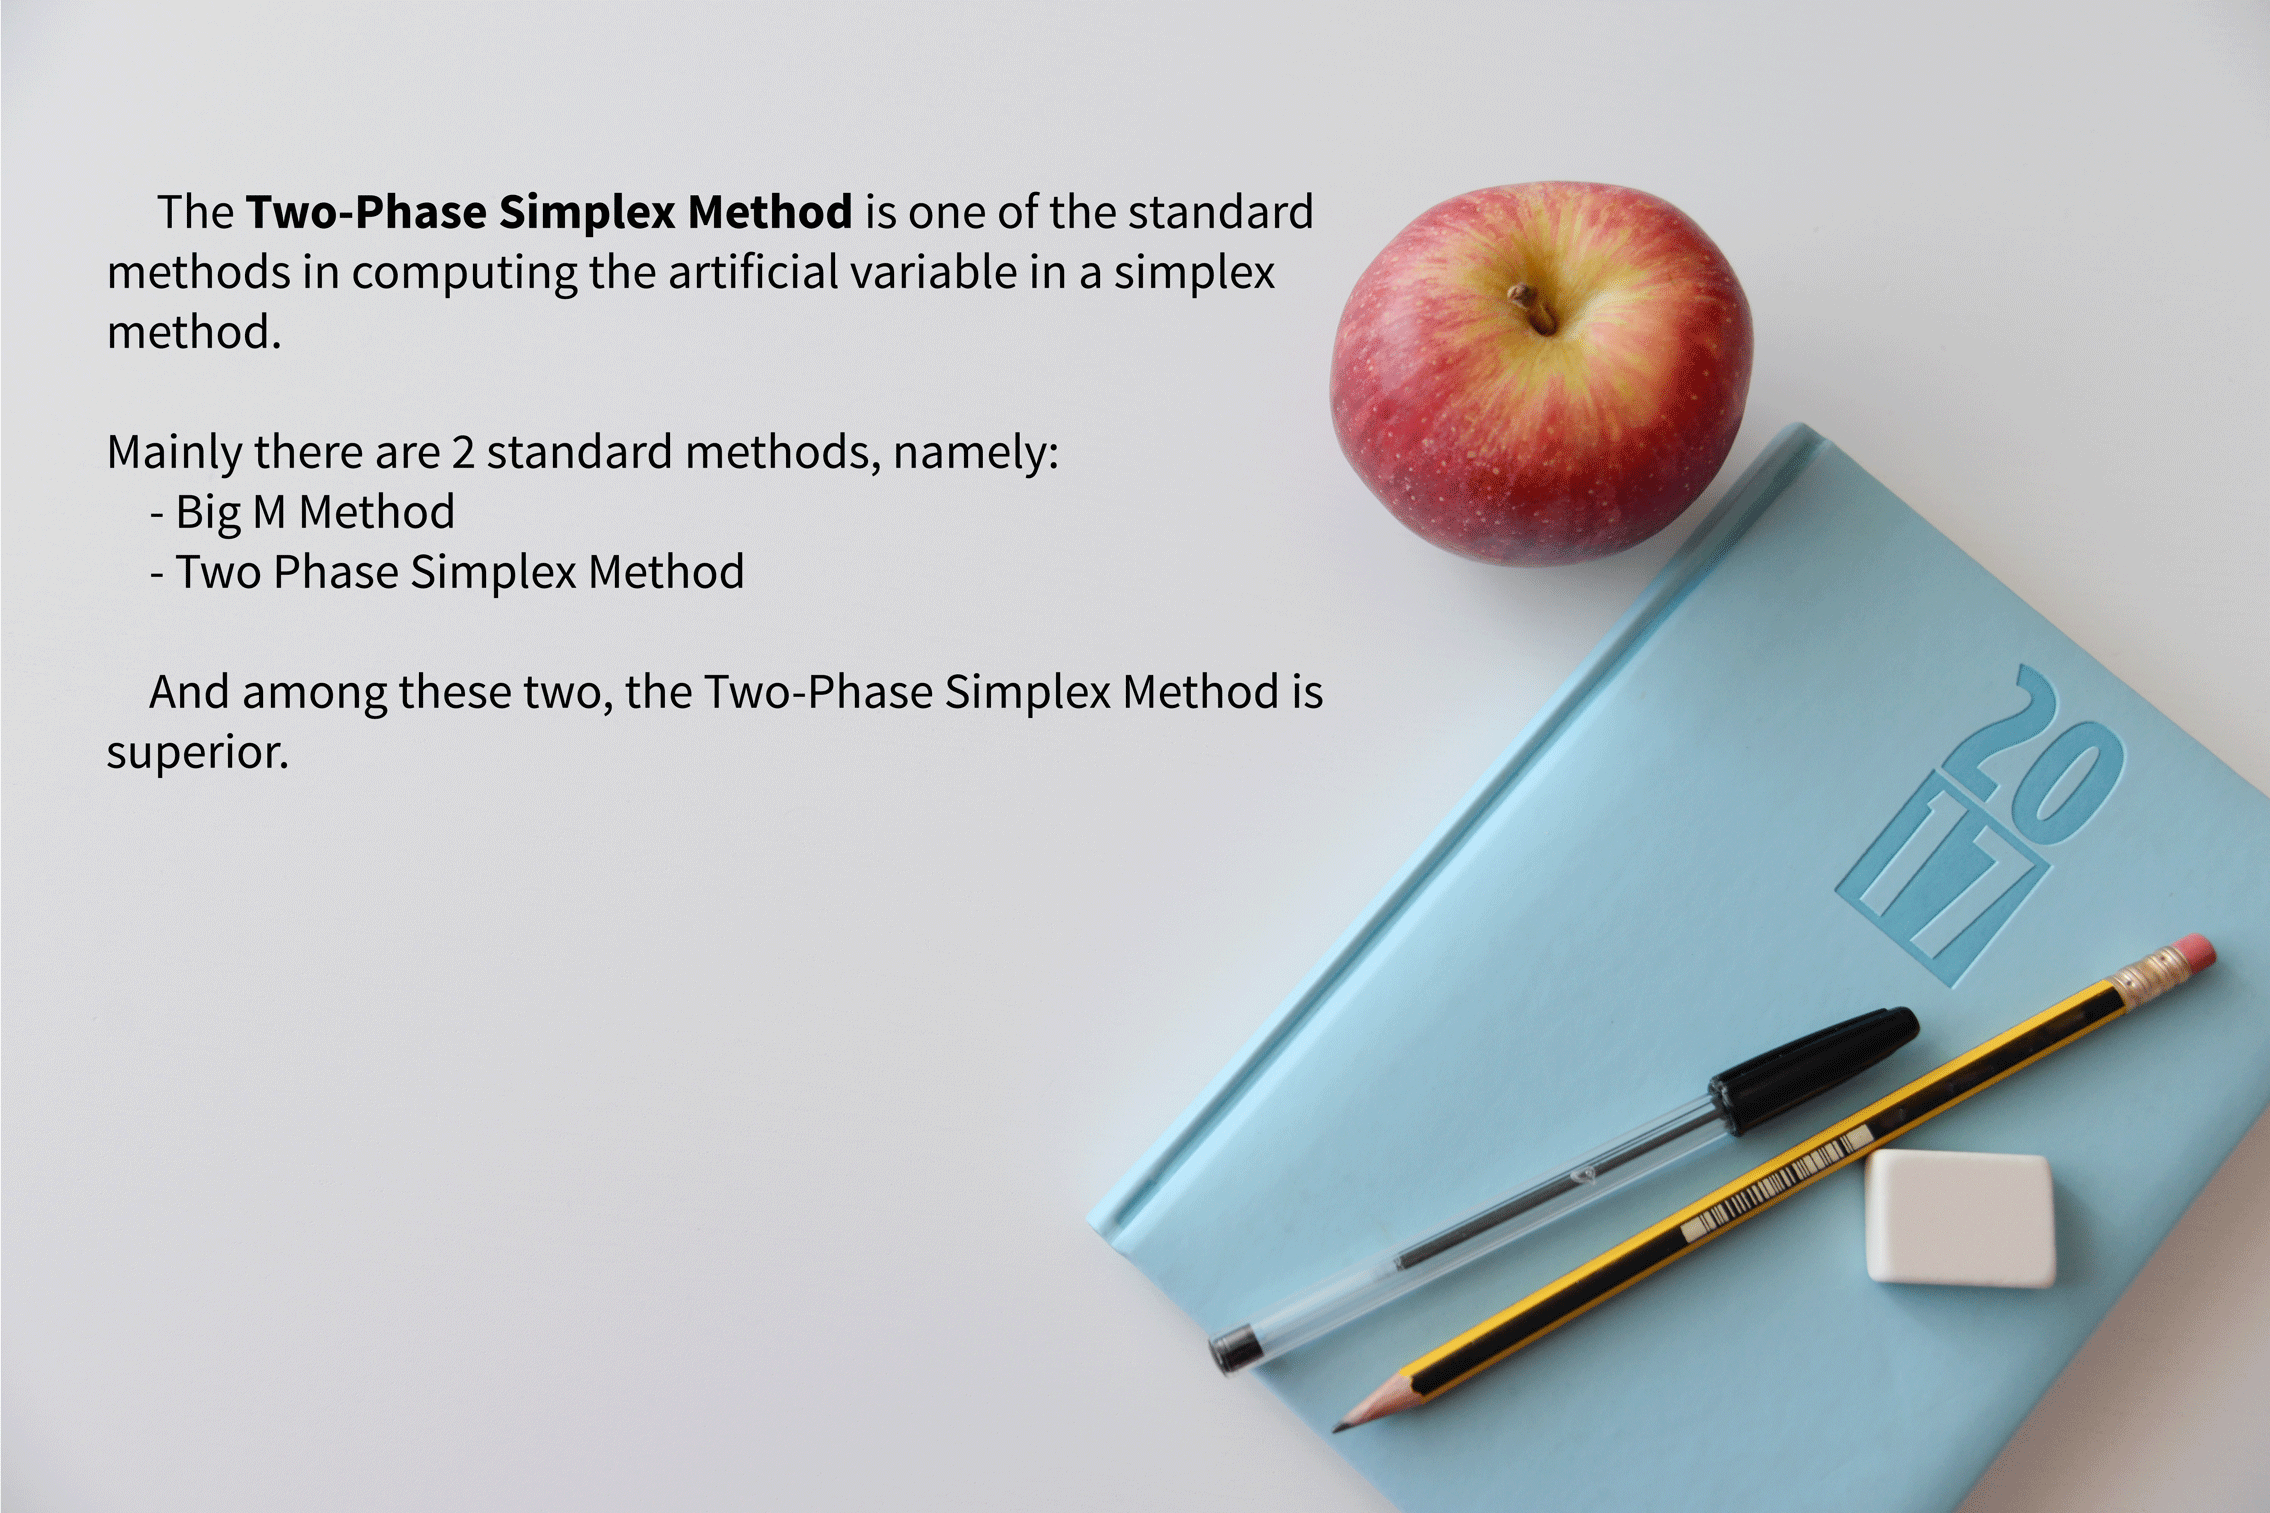 The Two-Phase Simplex Method is one of the standard
methods in computing the artificial variable in a simplex
method.
Mainly there are 2 standard methods, namely:
- Big M Method
- Two Phase Simplex Method
And among these two, the Two-Phase Simplex Method is
superior.
20
17